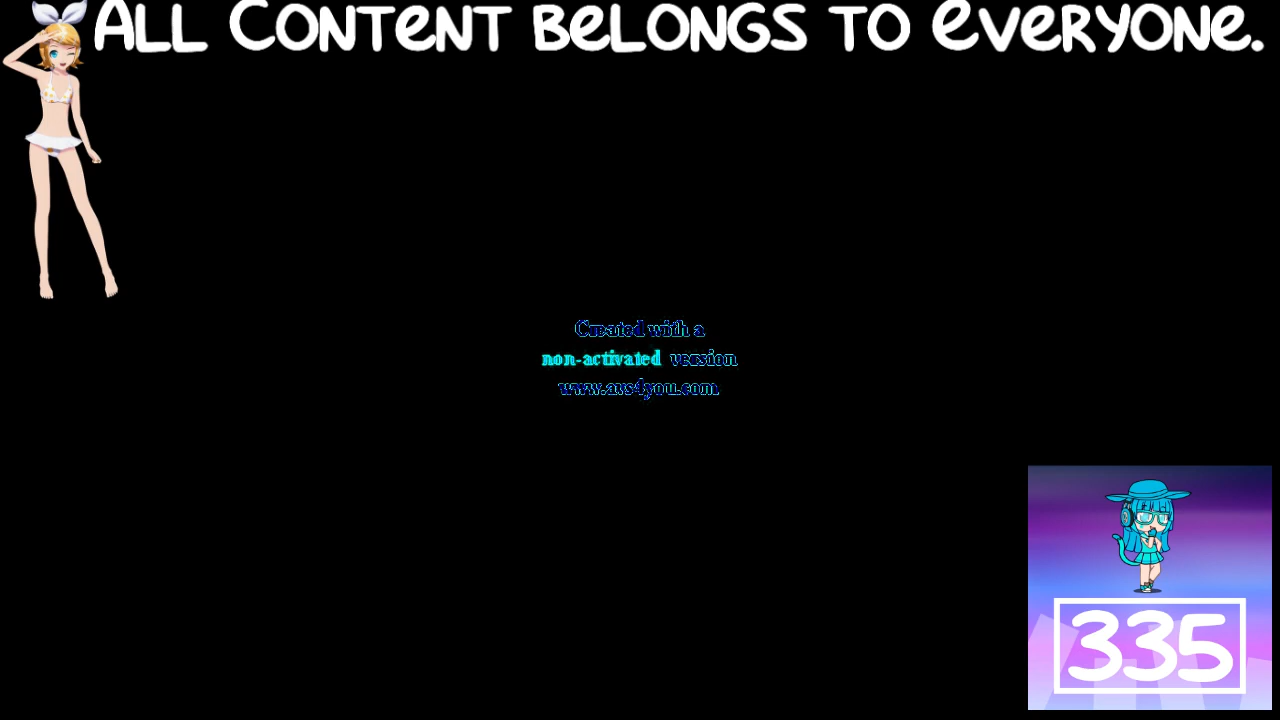 ALL CONTENT BELONGS TO EVERYONE.
Created with a
non-activated version
www.avs4you.com
335